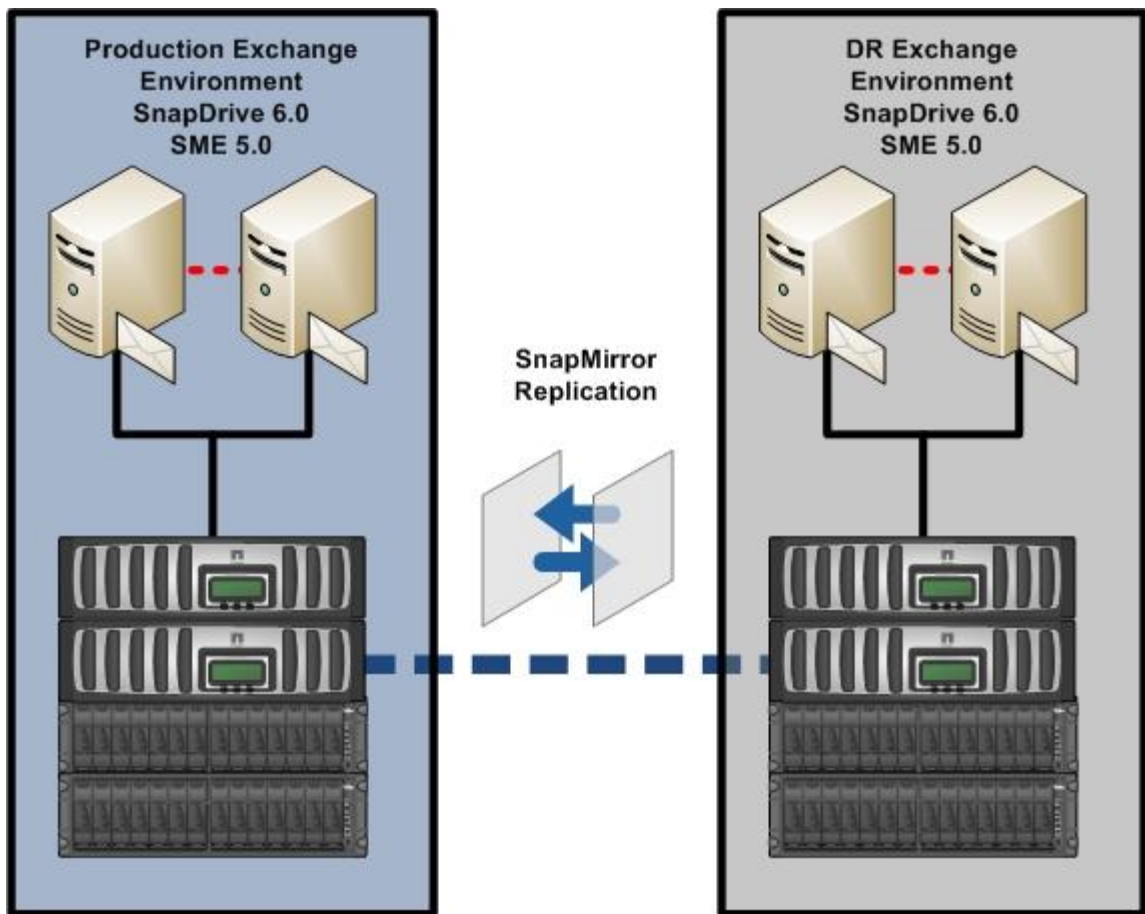 Production Exchange
Environment
SnapDrive 6.0
SME 5.0
DR Exchange
Environment
SnapDrive 6.0
SME 5.0
SnapMirror
Replication